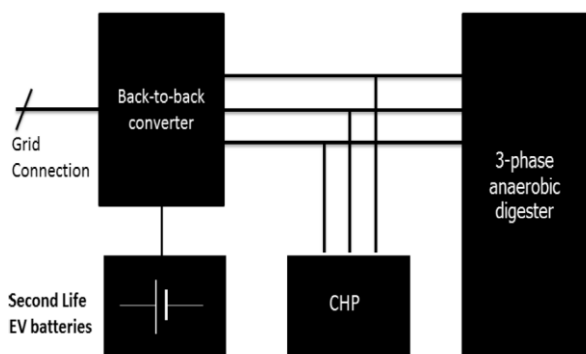 Back-to-back
converter
Grid
Connection
3-phase
anaerobic
digester
Second Life
EV batteries
CHP